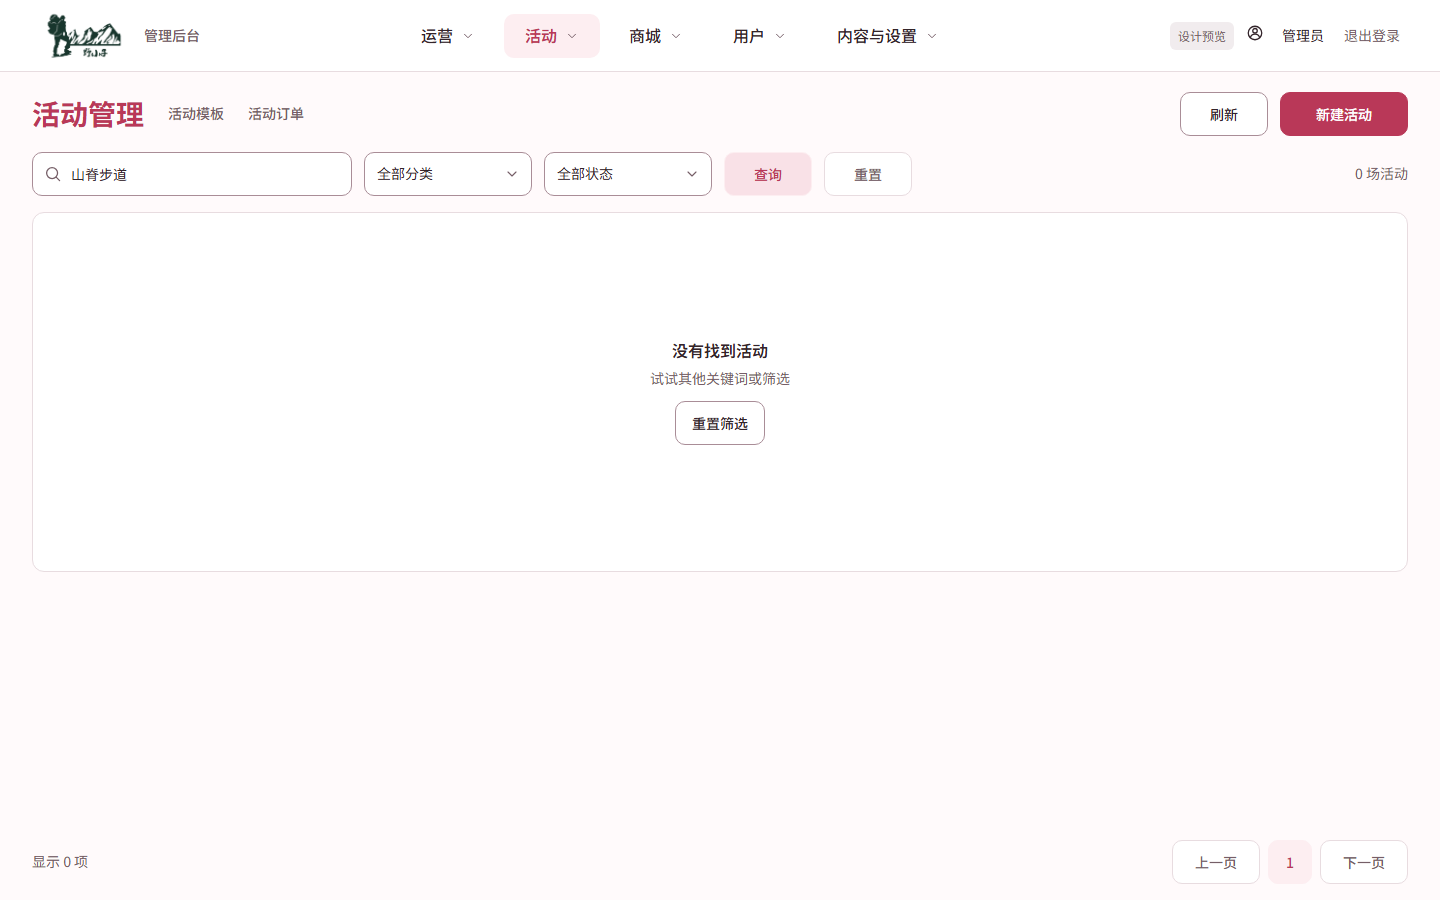 管理后台
运营
活动
商城
用户
内容与设置
设计预览
管理员
退出登录
活动管理
活动模板
活动订单
刷新
新建活动
山脊步道
全部分类
全部状态
查询
重置
0 场活动
没有找到活动
试试其他关键词或筛选
重置筛选
显示 0 项
上一页
1
下一页